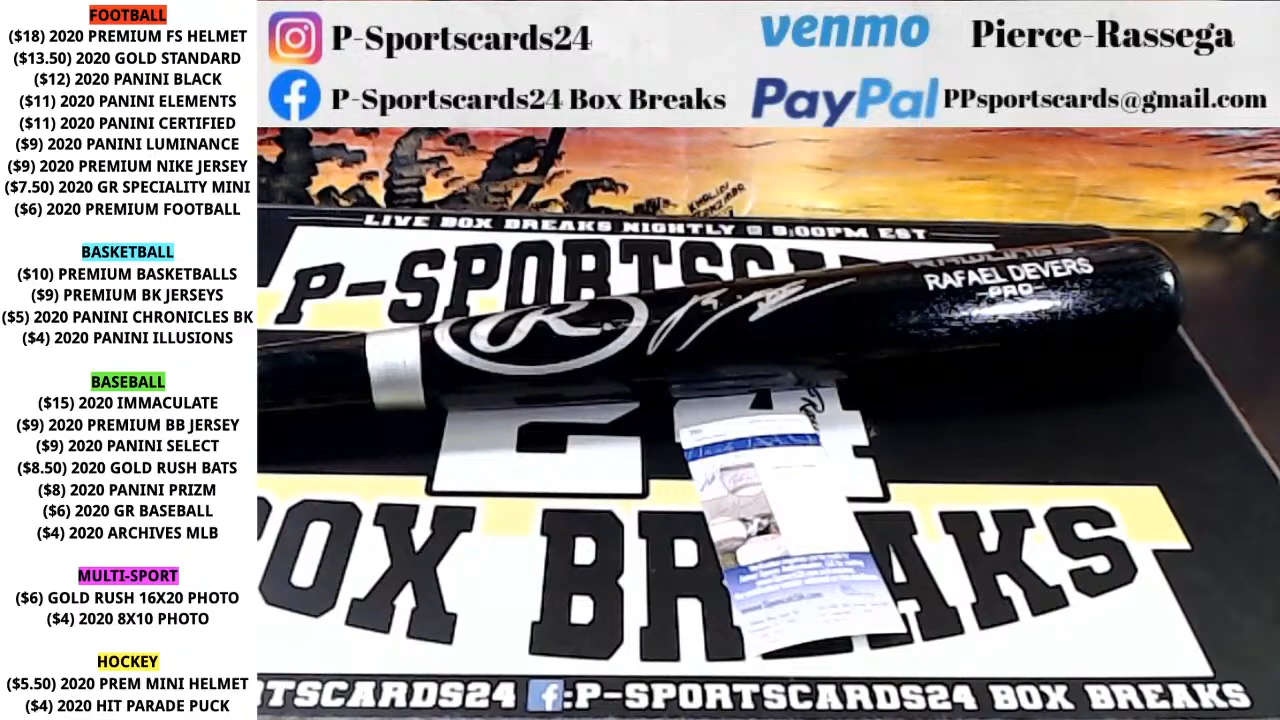 FOOTBALL
($18) 2020 PREMIUM FS HELMET
($13.50) 2020 GOLD STANDARD
($12) 2020 PANINI BLACK
($11) 2020 PANINI ELEMENTS
($11) 2020 PANINI CERTIFIED
($9) 2020 PANINI LUMINANCE
($9) 2020 PREMIUM NIKE JERSEY
($7.50) 2020 GR SPECIALITY MINI
($6) 2020 PREMIUM FOOTBALL
BASKETBALL
($10) PREMIUM BASKETBALLS
($9) PREMIUM BK JERSEYS
($5) 2020 PANINI CHRONICLES BK
($4) 2020 PANINI ILLUSIONS
BASEBALL
($15) 2020 IMMACULATE
($9) 2020 PREMIUM BB JERSEY
($9) 2020 PANINI SELECT
($8.50) 2020 GOLD RUSH BATS
($8) 2020 PANINI PRIZM
($6) 2020 GR BASEBALL
($4) 2020 ARCHIVES MLB
MULTI-SPORT
($6) GOLD RUSH 16X20 PHOTO
($4) 2020 8X10 PHOTO
HOCKEY
($5.50) 2020 PREM MINI HELMET
($4) 2020 HIT PARADE PUCK
P-Sportscards24
venmo Pierce-Rassega
P-Sportscards24 Box Breaks
PayPal PPsportscards@gmail.com
LIVE BOX BREAKS NIGHTLY @ 9:00PM EST
P-SPORTSCA
R
RAFAEL DEVERS
-PRO-
24
OX BREAKS
TSCARDS24 f:P-SPORTSCARDS24 BOX BREAKS